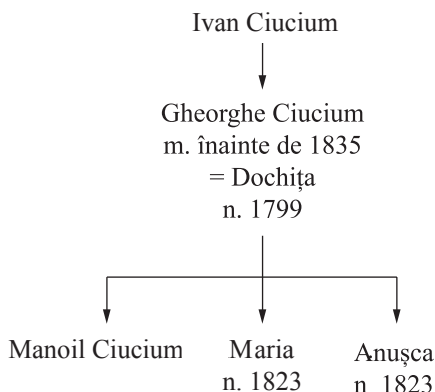 Ivan Ciucium
Gheorghe Ciucium
m. înainte de 1835
= Dochița
n. 1799
Manoil Ciucium
Maria
n. 1823
Anușca
n 1823